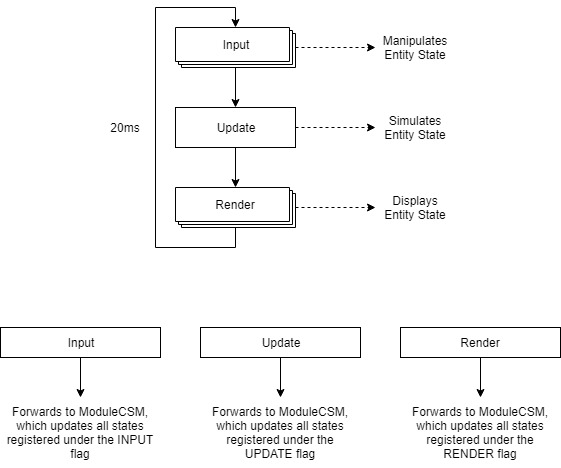 Input
Manipulates
Entity State
20ms
Update
Simulates
Entity State
Render
Displays
Entity State
Input
Update
Render
Forwards to ModuleCSM,
which updates all states
registered under the INPUT
flag
Forwards to ModuleCSM,
which updates all states
registered under the
UPDATE flag
Forwards to ModuleCSM,
which updates all states
registered under the
RENDER flag